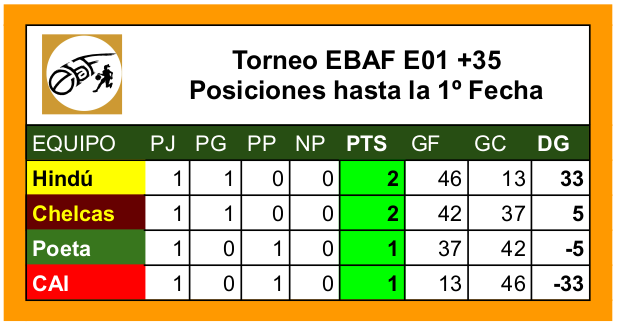 EBAF
Torneo EBAF E01 +35
Posiciones hasta la 1º Fecha
EQUIPO PJ PG PP NP PTS GF GC DG
Hindú 1 1 0 0 2 46 13 33
Chelcas 1 1 0 0 2 42 37 5
Poeta 1 0 1 0 1 37 42 -5
CAI 1 0 1 0 1 13 46 -33